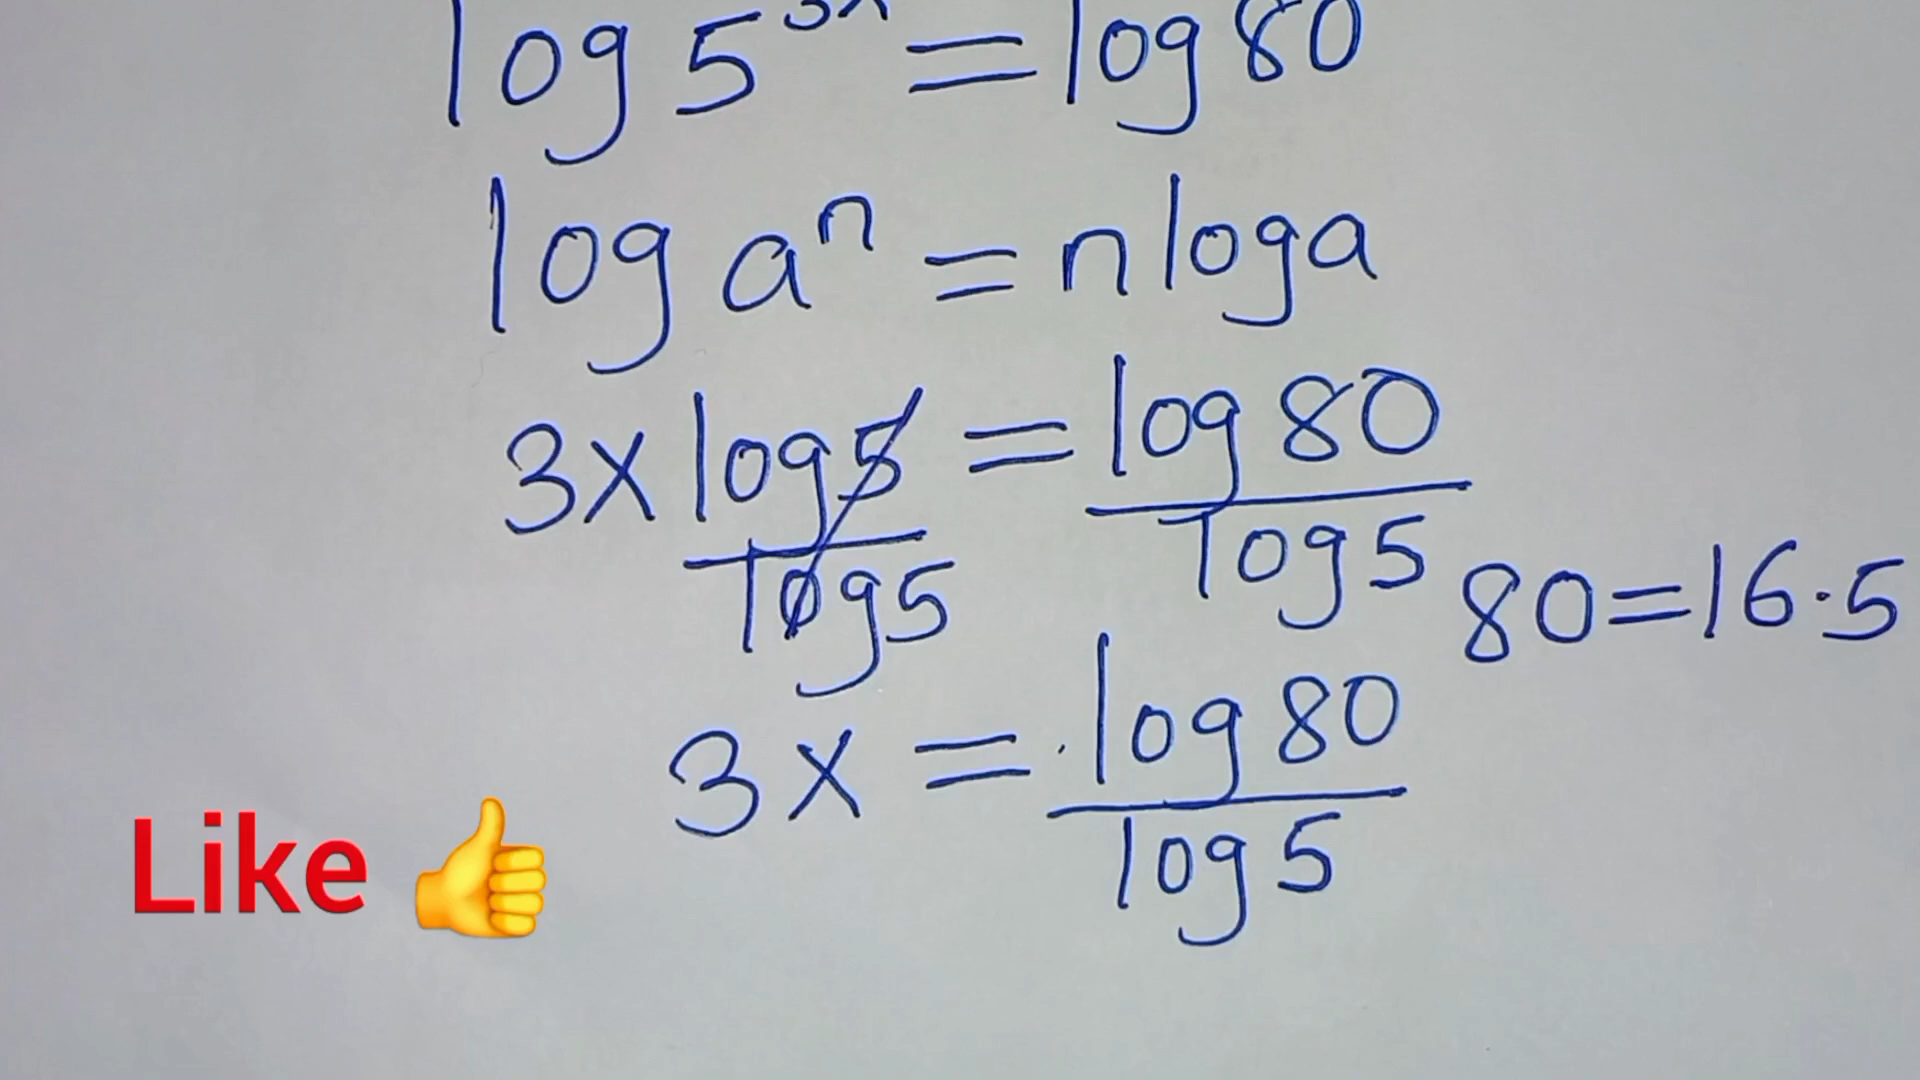 log 5^3x = log 80
log a^n = n log a
3x log 5 / log 5 = log 80 / log 5
80 = 16·5
3x = log 80 / log 5
Like 👍